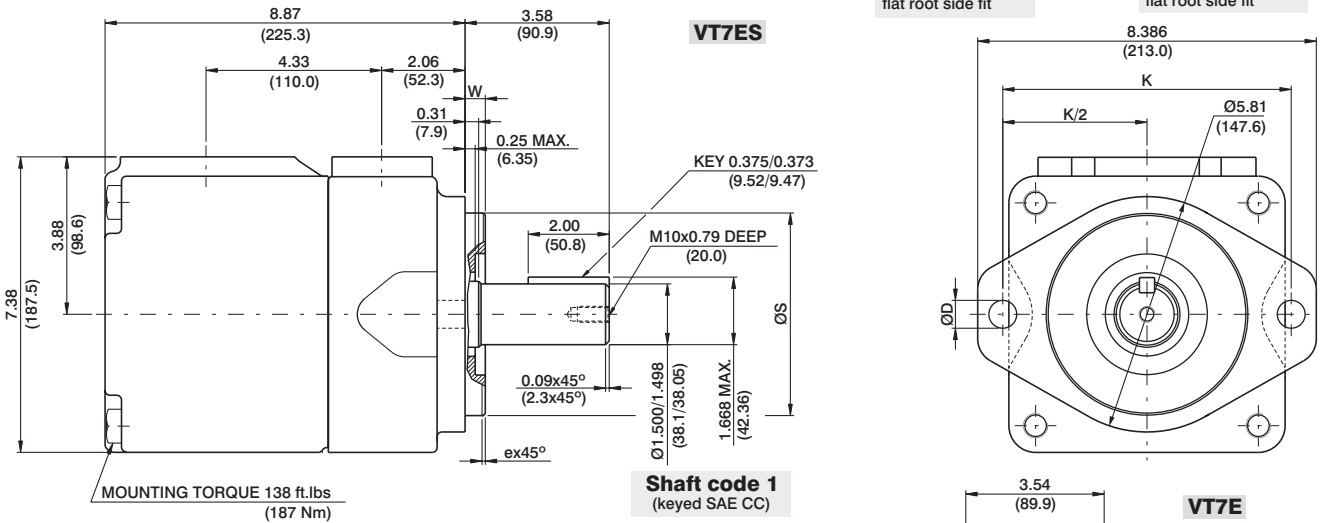 8.87
(225.3)
3.58
(90.9)
VT7ES
4.33
(110.0)
2.06
(52.3)
W
0.31
(7.9)
0.25 MAX.
(6.35)
KEY 0.375/0.373
(9.52/9.47)
2.00
(50.8)
M10x0.79 DEEP
(20.0)
3.88
(98.6)
7.38
(187.5)
ØS
0.09x45º
(2.3x45º)
Ø1.500/1.498
(38.1/38.05)
1.668 MAX.
(42.36)
ex45º
MOUNTING TORQUE 138 ft.lbs
(187 Nm)
Shaft code 1
(keyed SAE CC)
flat root side fit
flat root side fit
8.386
(213.0)
K
K/2
Ø5.81
(147.6)
ØD
3.54
(89.9)
VT7E